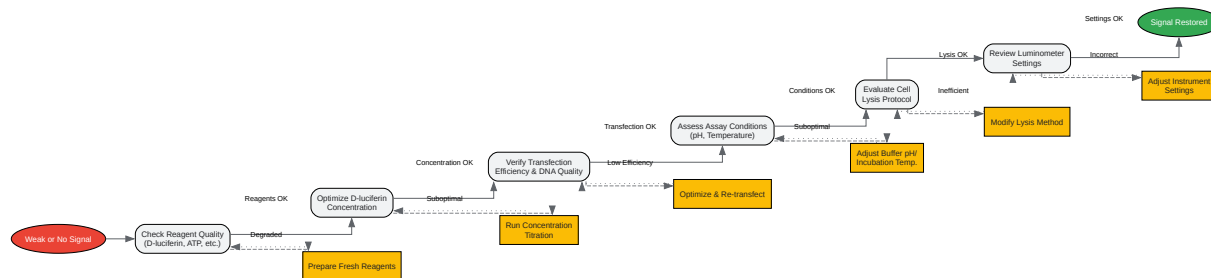 Weak or No Signal
Check Reagent Quality
(D-luciferin, ATP, etc.)
Degraded
Prepare Fresh Reagents
Reagents OK
Optimize D-luciferin
Concentration
Suboptimal
Run Concentration
Titration
Concentration OK
Verify Transfection
Efficiency & DNA Quality
Low Efficiency
Optimize & Re-transfect
Transfection OK
Assess Assay Conditions
(pH, Temperature)
Suboptimal
Adjust Buffer pH/
Incubation Temp.
Conditions OK
Evaluate Cell
Lysis Protocol
Inefficient
Modify Lysis Method
Lysis OK
Review Luminometer
Settings
Incorrect
Adjust Instrument
Settings
Settings OK
Signal Restored